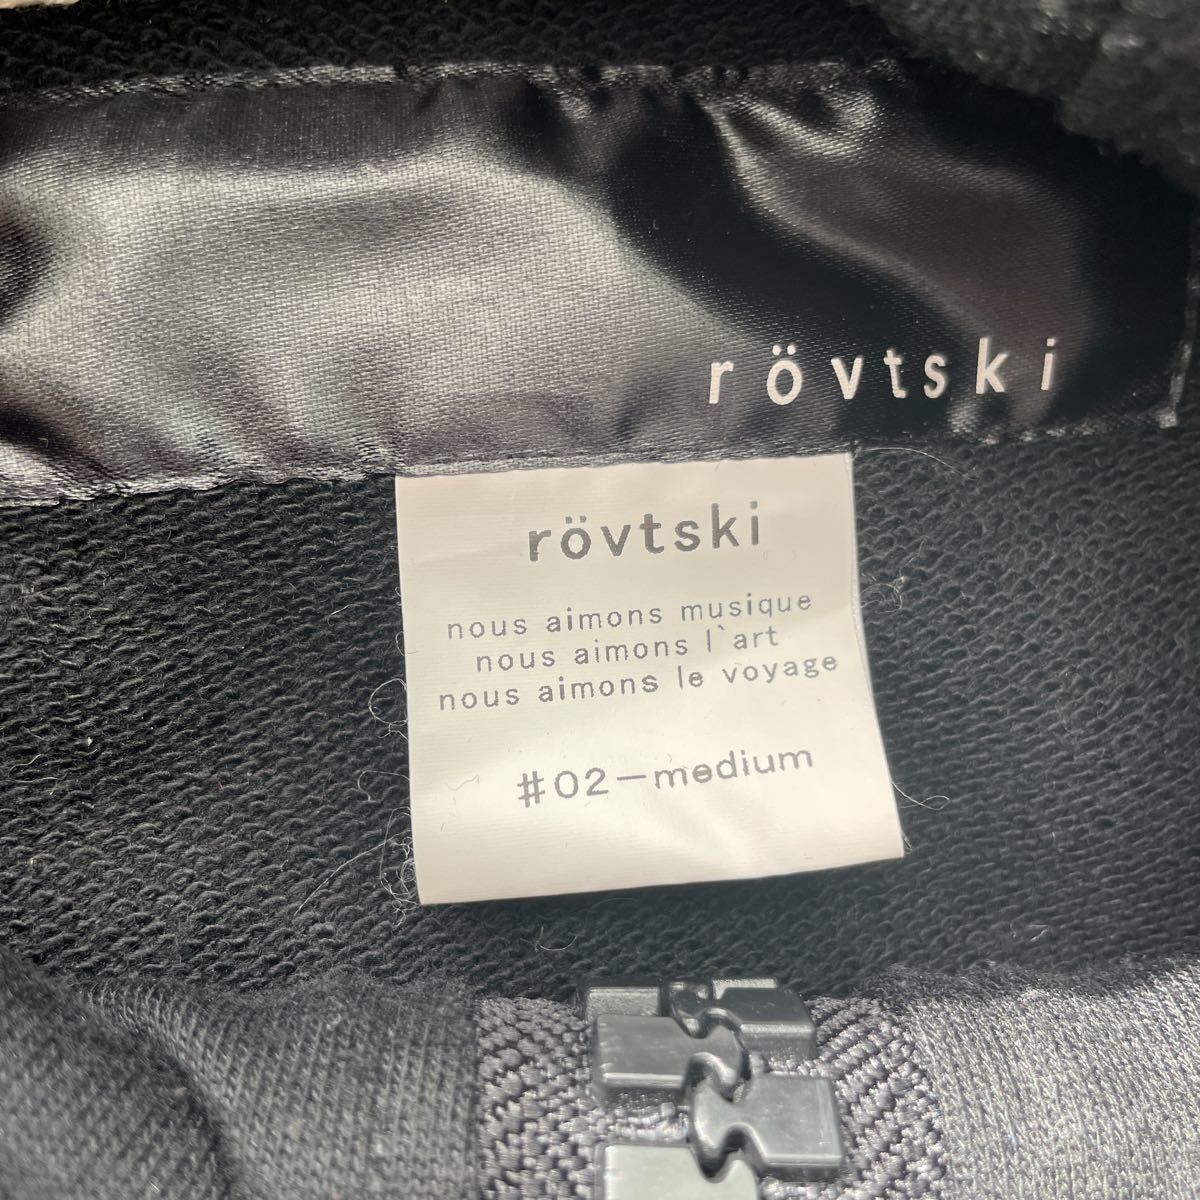 rövtski
rövtski
nous aimons musique
nous aimons l`art
nous aimons le voyage
#02-medium